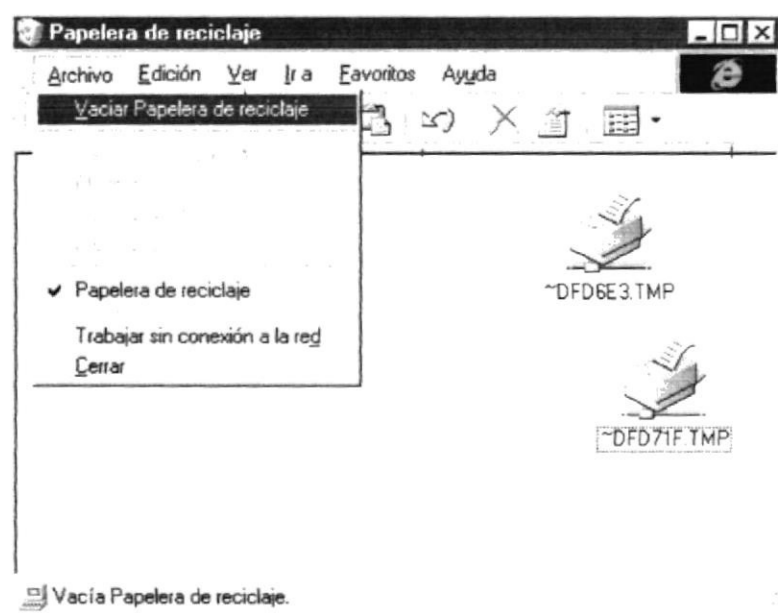 Papelera de reciclaje
Archivo Edición Ver Ir a Favoritos Ayuda
Vaciar Papelera de reciclaje
Papelera de reciclaje
Trabajar sin conexión a la red
Cerrar
~DFD6E3.TMP
~DFD71F.TMP
Vacía Papelera de reciclaje.